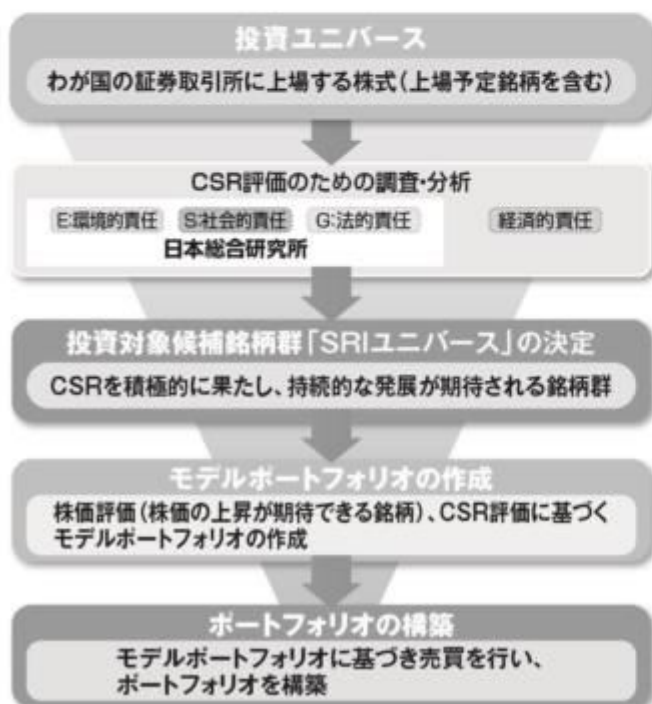 投資ユニバース
わが国の証券取引所に上場する株式(上場予定銘柄を含む)
CSR評価のための調査・分析
E:環境的責任 S:社会的責任 G:法的責任 経済的責任
日本総合研究所
投資対象候補銘柄群「SRIユニバース」の決定
CSRを積極的に果たし、持続的な発展が期待される銘柄群
モデルポートフォリオの作成
株価評価(株価の上昇が期待できる銘柄)、CSR評価に基づく
モデルポートフォリオの作成
ポートフォリオの構築
モデルポートフォリオに基づき売買を行い、
ポートフォリオを構築